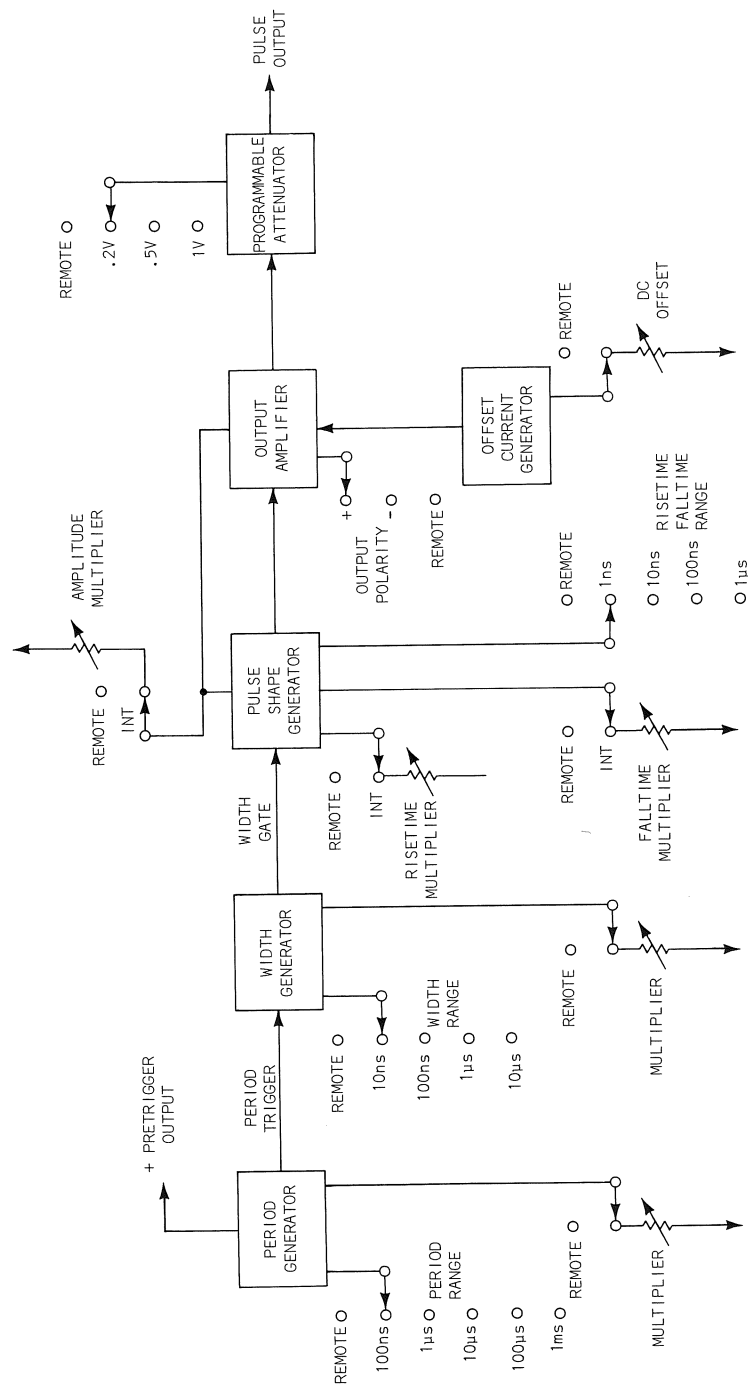 + PRETRIGGER
OUTPUT
PERIOD
GENERATOR
REMOTE
100ns
1µs
10µs
100µs
1ms
PERIOD
RANGE
REMOTE
MULTIPLIER
PERIOD
TRIGGER
WIDTH
GENERATOR
REMOTE
10ns
100ns
1µs
10µs
WIDTH
RANGE
REMOTE
MULTIPLIER
WIDTH
GATE
AMPLITUDE
MULTIPLIER
REMOTE
INT
PULSE
SHAPE
GENERATOR
REMOTE
INT
RISETIME
MULTIPLIER
REMOTE
INT
FALLTIME
MULTIPLIER
REMOTE
1ns
10ns
100ns
1µs
RISETIME
FALLTIME
RANGE
OUTPUT
AMPLIFIER
+
-
REMOTE
OUTPUT
POLARITY
OFFSET
CURRENT
GENERATOR
REMOTE
DC
OFFSET
REMOTE
.2V
.5V
1V
PROGRAMMABLE
ATTENUATOR
PULSE
OUTPUT